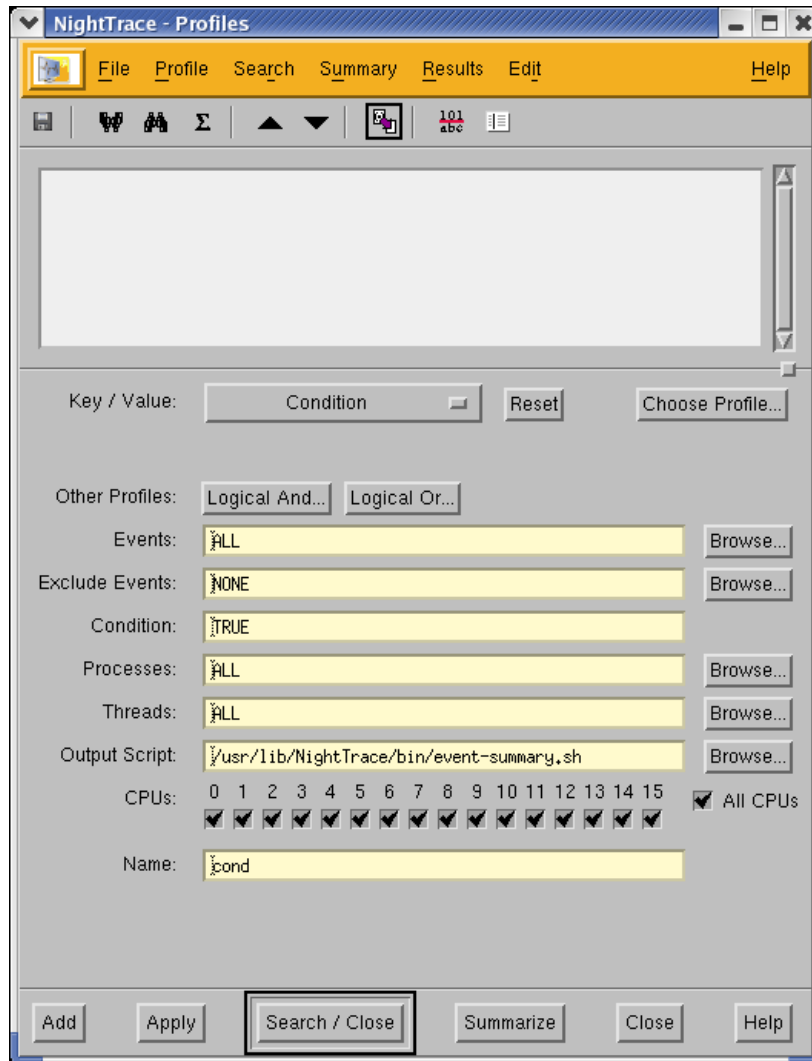 NightTrace - Profiles
File Profile Search Summary Results Edit Help
Σ 101 abc
Key / Value: Condition Reset Choose Profile...
Other Profiles: Logical And... Logical Or...
Events: ALL Browse...
Exclude Events: NONE Browse...
Condition: TRUE
Processes: ALL Browse...
Threads: ALL Browse...
Output Script: /usr/lib/NightTrace/bin/event-summary.sh Browse...
CPUs: 0 1 2 3 4 5 6 7 8 9 10 11 12 13 14 15 All CPUs
Name: cond
Add Apply Search / Close Summarize Close Help